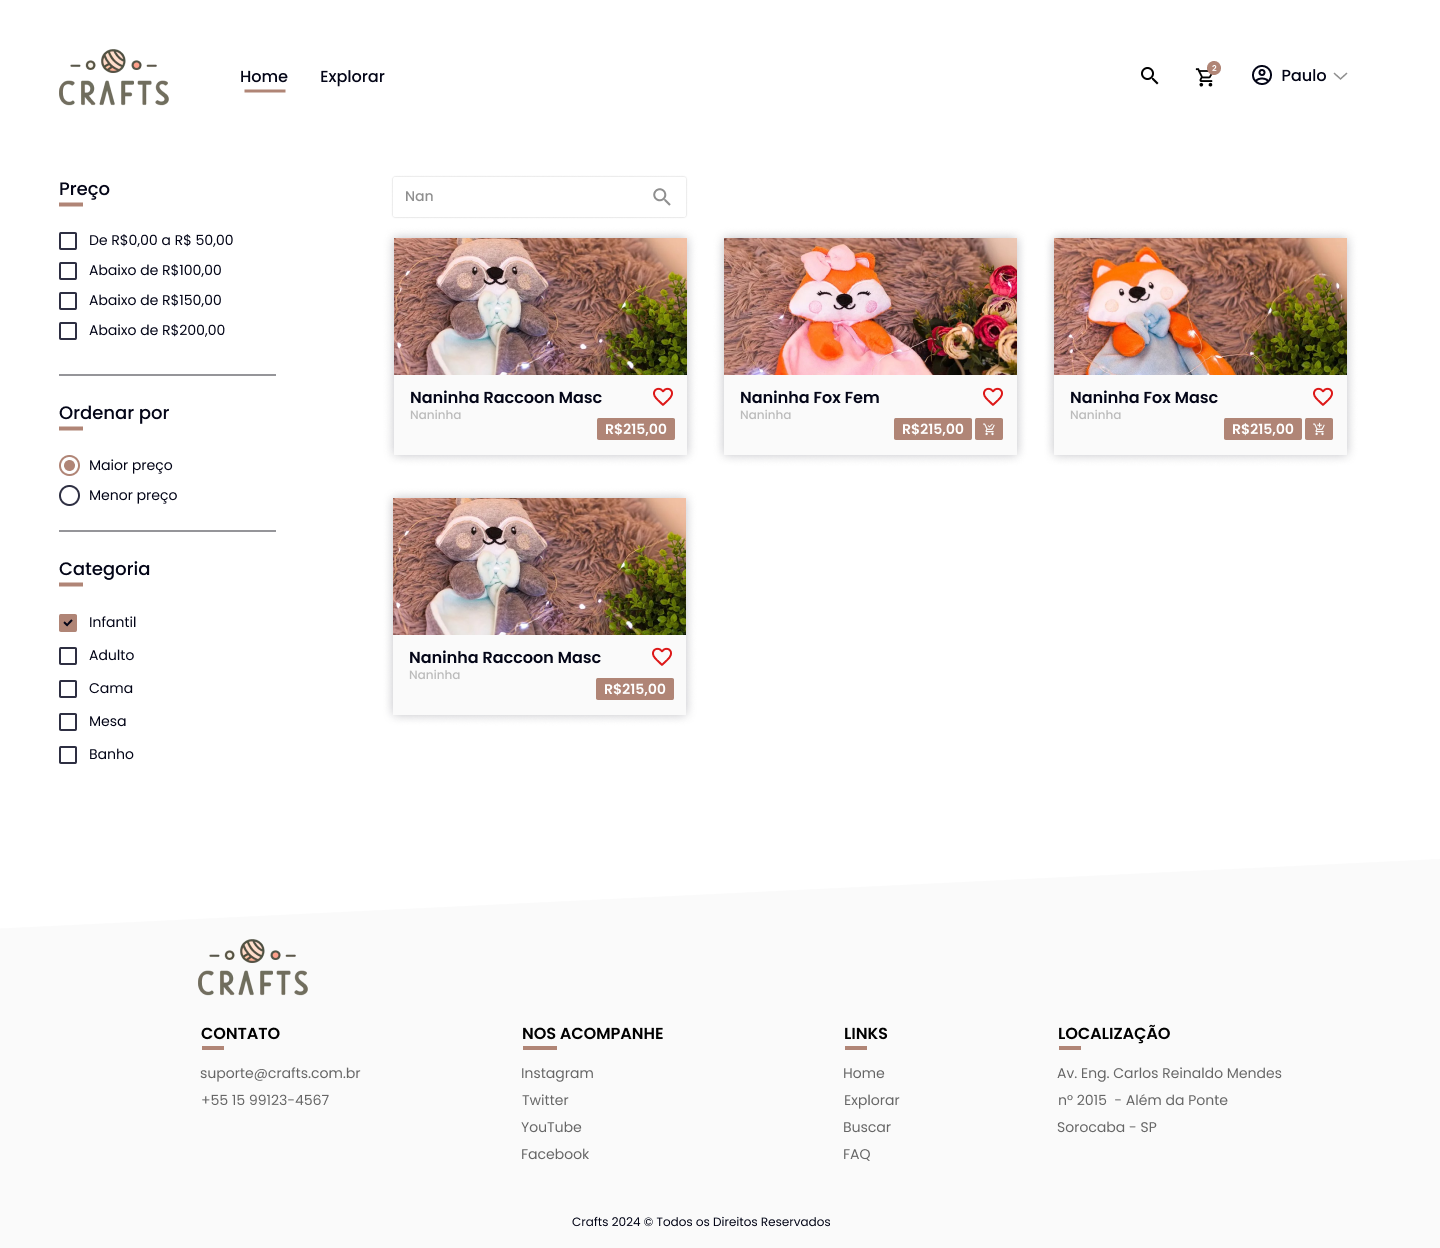 CRAFTS
Home Explorar
2
Paulo
Preço
De R$0,00 a R$ 50,00
Abaixo de R$100,00
Abaixo de R$150,00
Abaixo de R$200,00
Ordenar por
Maior preço
Menor preço
Categoria
Infantil
Adulto
Cama
Mesa
Banho
Nan
Naninha Raccoon Masc
Naninha
R$215,00
Naninha Fox Fem
Naninha
R$215,00
Naninha Fox Masc
Naninha
R$215,00
Naninha Raccoon Masc
Naninha
R$215,00
CRAFTS
CONTATO
suporte@crafts.com.br
+55 15 99123-4567
NOS ACOMPANHE
Instagram
Twitter
YouTube
Facebook
LINKS
Home
Explorar
Buscar
FAQ
LOCALIZAÇÃO
Av. Eng. Carlos Reinaldo Mendes
nº 2015 - Além da Ponte
Sorocaba - SP
Crafts 2024 © Todos os Direitos Reservados